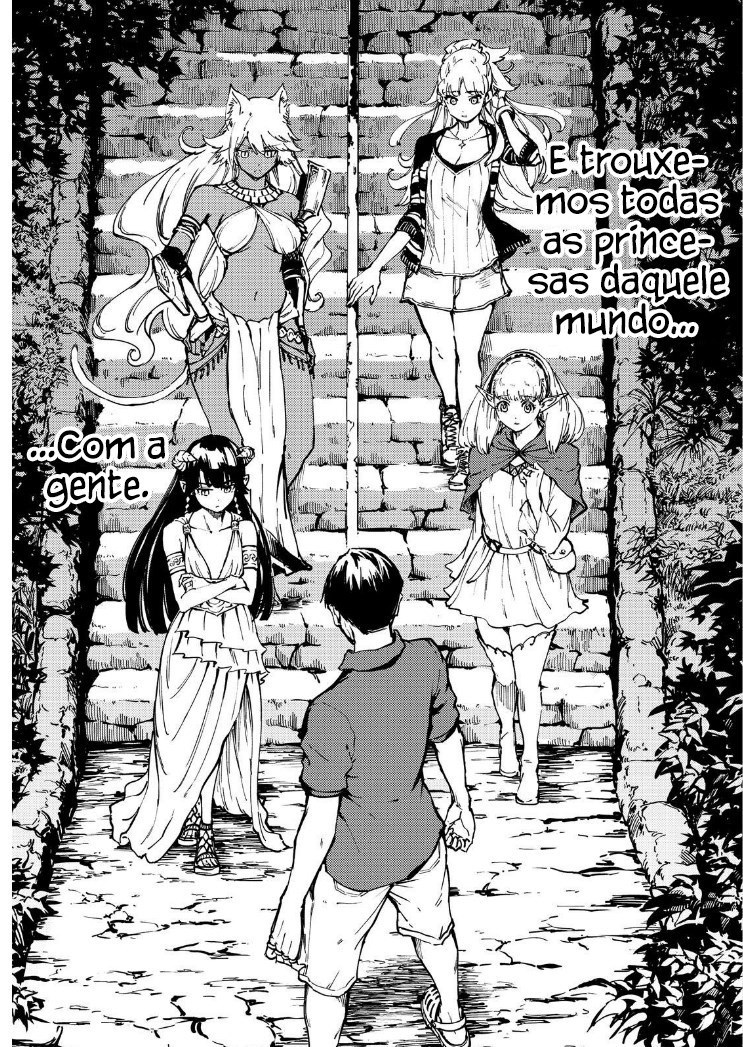 E trouxe-
mos todas
as prince-
sas daquele
mundo...
...Com a
gente.